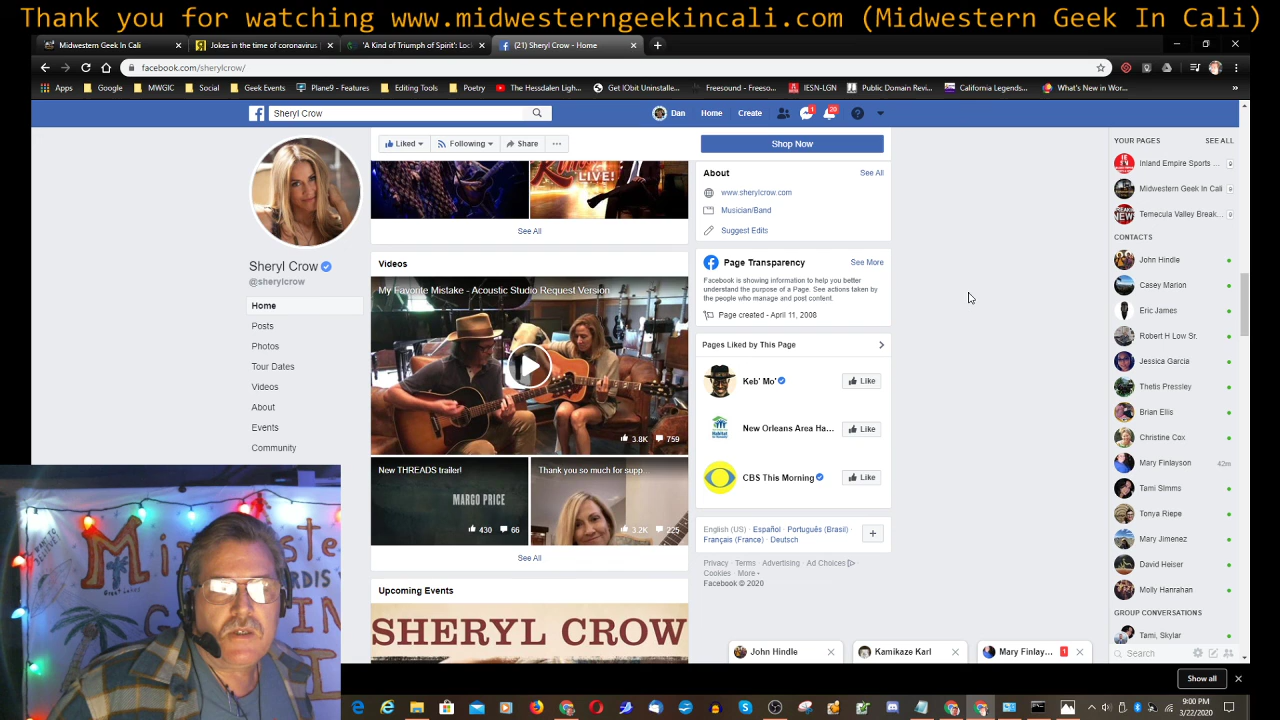 Thank you for watching www.midwesterngeekincali.com (Midwestern Geek In Cali)
Midwestern Geek In Cali
Jokes in the time of coronavirus
'A Kind of Triumph of Spirit': Loc
(21) Sheryl Crow - Home
facebook.com/sherylcrow/
Apps Google MWGIC Social Geek Events Plane9 - Features Editing Tools Poetry The Hessdalen Ligh... Get IObit Uninstalle... Freesound - Freeso... IESN-LGN Public Domain Revi... California Legends... What's New in Wor...
Sheryl Crow
Dan Home Create 1 20
Liked Following Share ...
Shop Now
Sheryl Crow
@sherylcrow
Home
Posts
Photos
Tour Dates
Videos
About
Events
Community
LIVE!
See All
Videos
My Favorite Mistake - Acoustic Studio Request Version
3.8K 759
New THREADS trailer!
MARGO PRICE
430 66
Thank you so much for supp...
3.2K 225
See All
Upcoming Events
SHERYL CROW
About See All
www.sherylcrow.com
Musician/Band
Suggest Edits
Page Transparency See More
Facebook is showing information to help you better
understand the purpose of a Page. See actions taken by
the people who manage and post content.
Page created - April 11, 2008
Pages Liked by This Page
Keb' Mo' Like
New Orleans Area Ha... Like
CBS This Morning Like
English (US) · Español · Português (Brasil) ·
Français (France) · Deutsch
Privacy · Terms · Advertising · Ad Choices ·
Cookies · More
Facebook © 2020
YOUR PAGES SEE ALL
Inland Empire Sports ...
Midwestern Geek In Cali
Temecula Valley Break...
CONTACTS
John Hindle
Casey Marion
Eric James
Robert H Low Sr.
Jessica Garcia
Thetis Pressley
Brian Ellis
Christine Cox
Mary Finlayson 42m
Tami SImms
Tonya Riepe
Mary Jimenez
David Heiser
Molly Hanrahan
GROUP CONVERSATIONS
Tami, Skylar
Search
John Hindle
Kamikaze Karl
Mary Finlay... 1
Show all
9:00 PM
3/22/2020